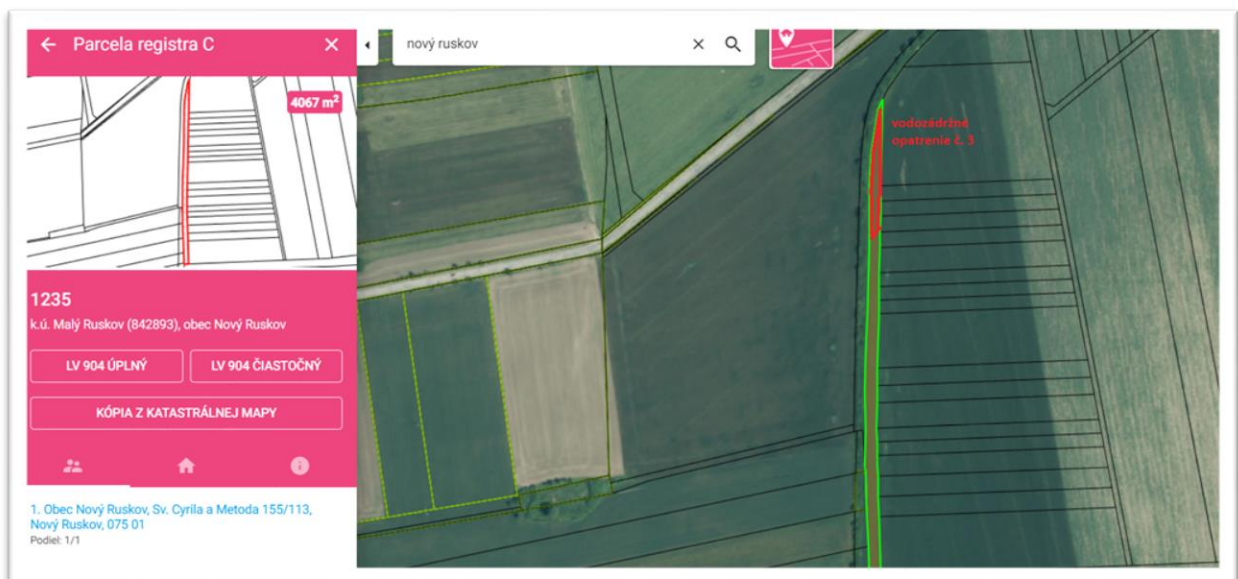 Parcela registra C
4067 m²
1235
k.ú. Malý Ruskov (842893), obec Nový Ruskov
LV 904 ÚPLNÝ
LV 904 ČIASTOČNÝ
KÓPIA Z KATASTRÁLNEJ MAPY
1. Obec Nový Ruskov, Sv. Cyrila a Metoda 155/113,
Nový Ruskov, 075 01
Podiel: 1/1
nový ruskov
vodozádržné
opatrenie č. 3